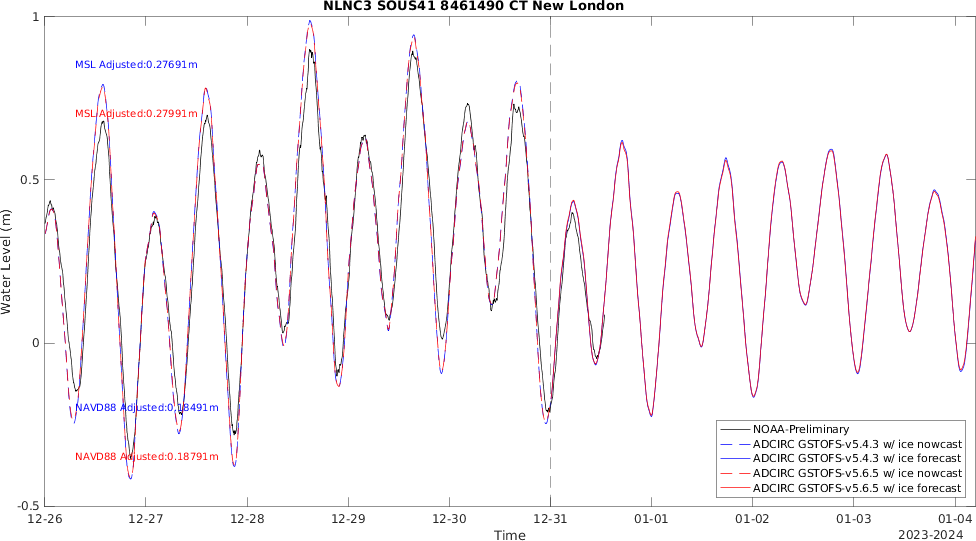 NLNC3 SOUS41 8461490 CT New London
Water Level (m)
1
0.5
0
-0.5
MSL Adjusted:0.27691m
MSL Adjusted:0.27991m
NAVD88 Adjusted:0.18491m
NAVD88 Adjusted:0.18791m
NOAA-Preliminary
ADCIRC GSTOFS-v5.4.3 w/ ice nowcast
ADCIRC GSTOFS-v5.4.3 w/ ice forecast
ADCIRC GSTOFS-v5.6.5 w/ ice nowcast
ADCIRC GSTOFS-v5.6.5 w/ ice forecast
12-26 12-27 12-28 12-29 12-30 12-31 01-01 01-02 01-03 01-04
Time
2023-2024